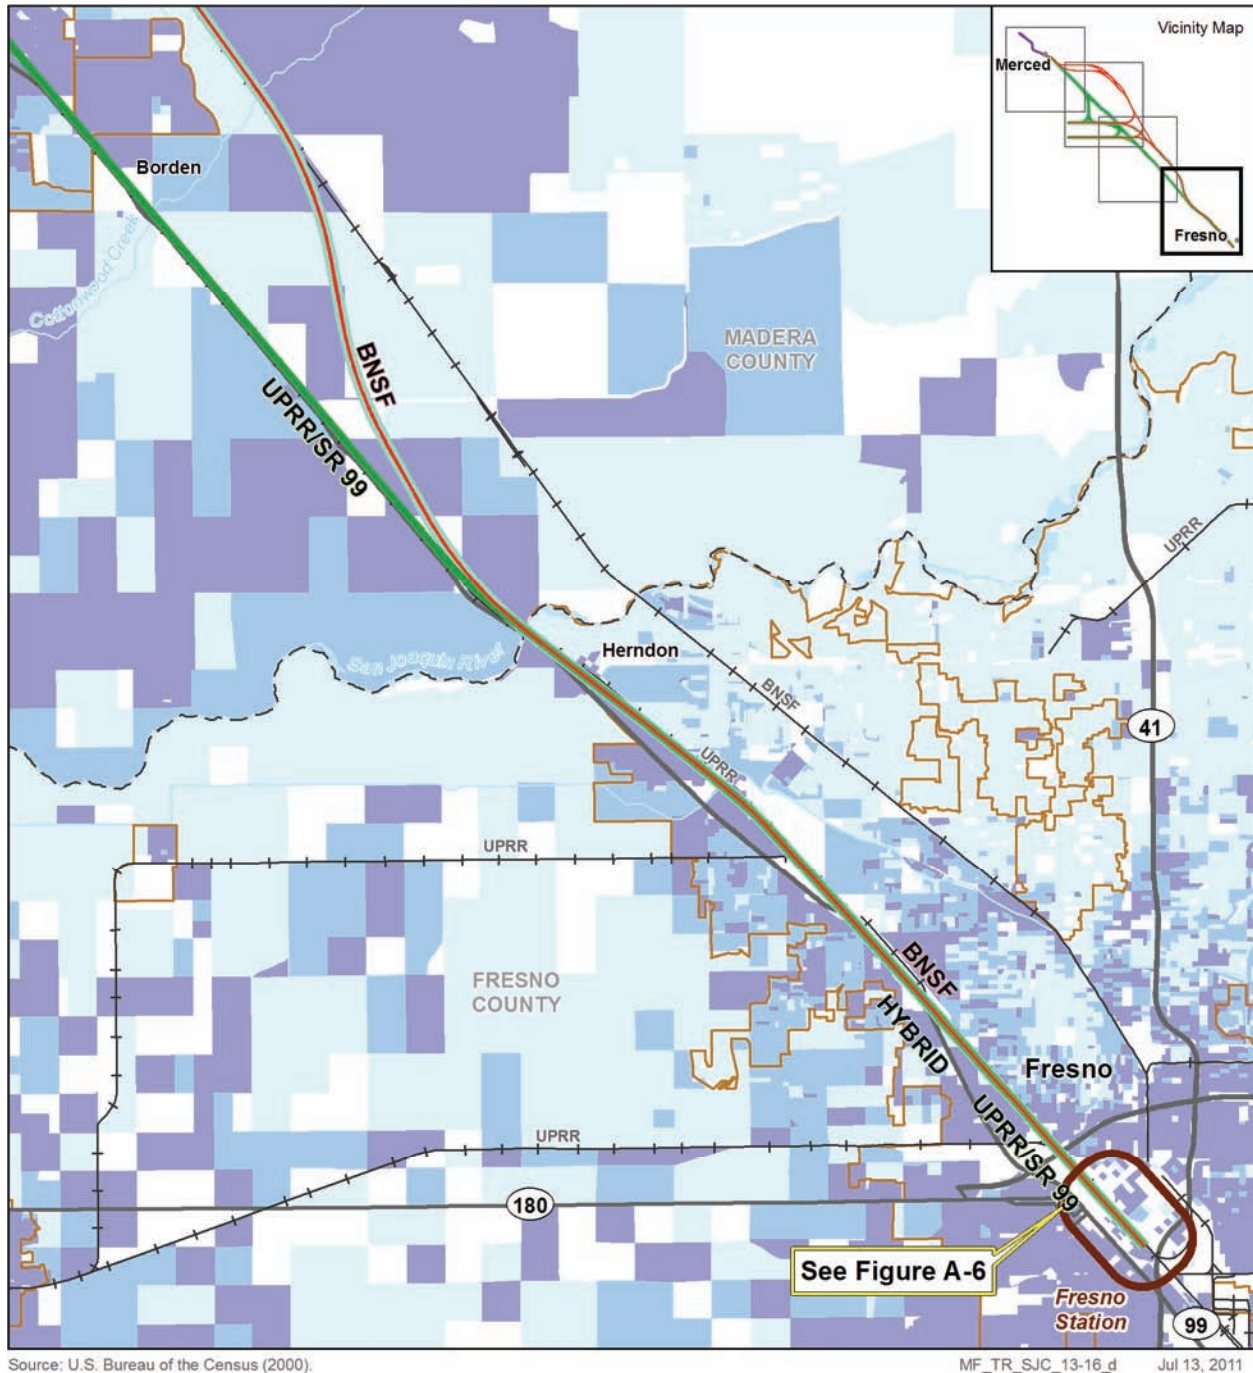 Vicinity Map
Merced
Fresno
Borden
Cottonwood Creek
MADERA
COUNTY
BNSF
UPRR/SR 99
UPRR
San Joaquin River
Herndon
BNSF
41
UPRR
UPRR
FRESNO
COUNTY
BNSF
HYBRID
Fresno
UPRR/SR 99
UPRR
180
See Figure A-6
Fresno
Station
99
Source: U.S. Bureau of the Census (2000).
MF_TR_SJC_13-16_d Jul 13, 2011